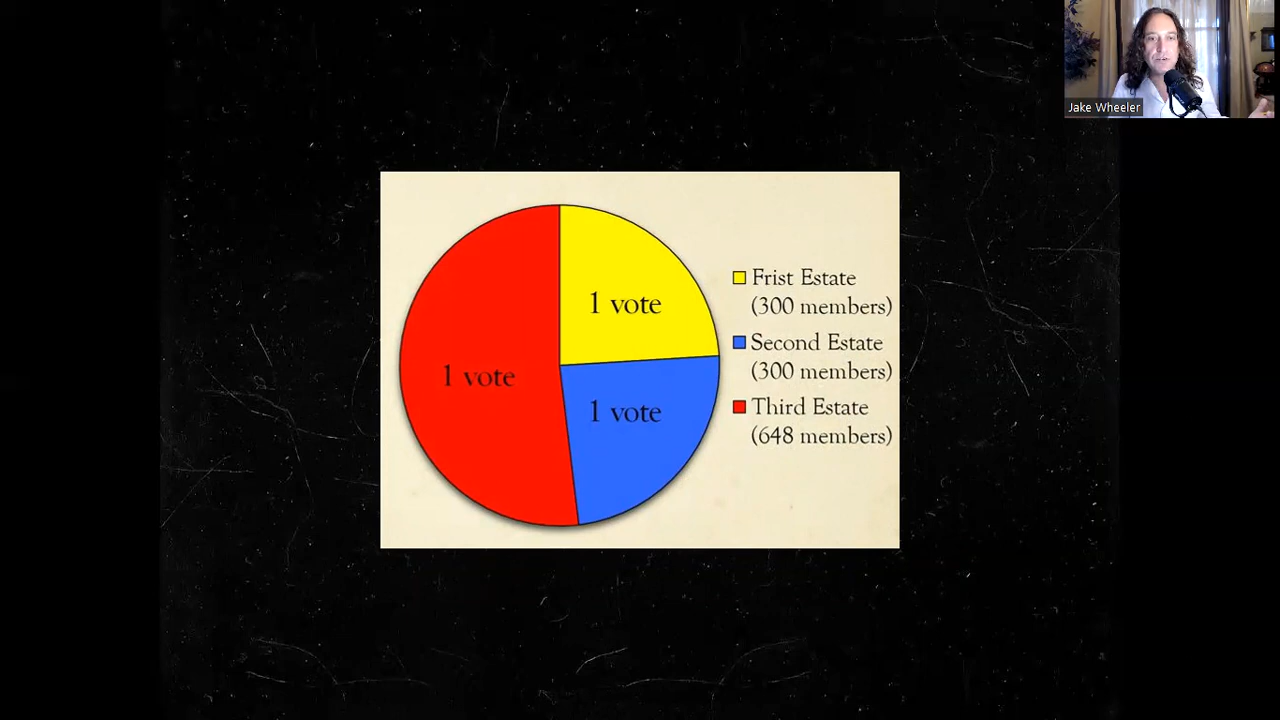 Jake Wheeler
1 vote
1 vote
1 vote
Frist Estate
(300 members)
Second Estate
(300 members)
Third Estate
(648 members)